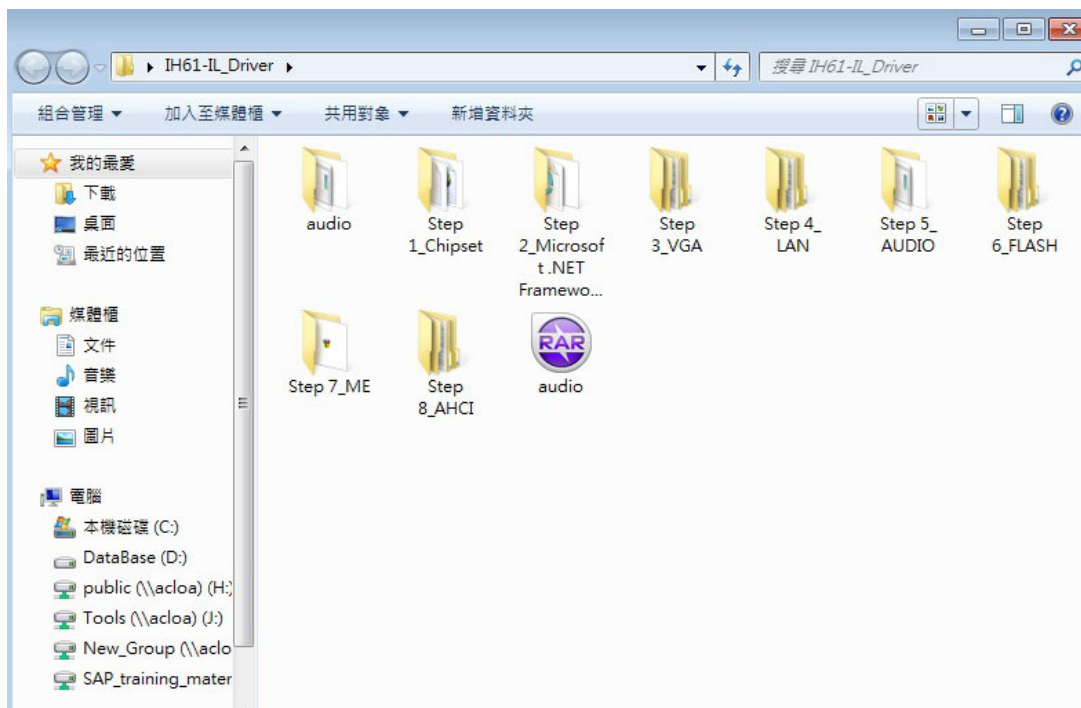 IH61-IL_Driver
搜尋 IH61-IL_Driver
組合管理 加入至媒體櫃 共用對象 新增資料夾
我的最愛
下載
桌面
最近的位置
媒體櫃
文件
音樂
視訊
圖片
電腦
本機磁碟 (C:)
DataBase (D:)
public (\\acloa) (H:)
Tools (\\acloa) (J:)
New_Group (\\aclo
SAP_training_mater
audio
Step
1_Chipset
Step
2_Microsof
t .NET
Framewo...
Step
3_VGA
Step 4_
LAN
Step 5_
AUDIO
Step
6_FLASH
Step 7_ME
Step
8_AHCI
RAR
audio